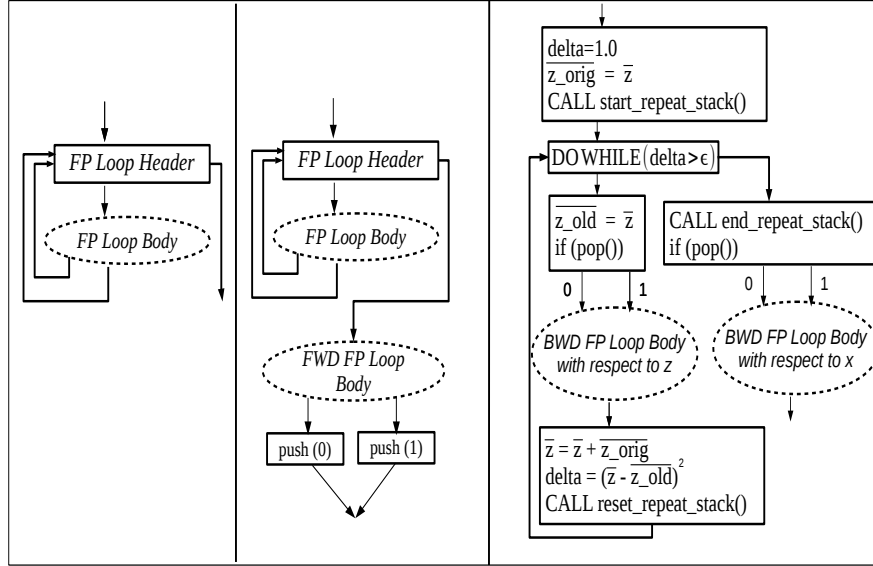 FP Loop Header
FP Loop Body
FP Loop Header
FP Loop Body
FWD FP Loop
Body
push (0)
push (1)
delta=1.0
z_orig = z̄
CALL start_repeat_stack()
DO WHILE(delta>ϵ)
z_old = z̄
if (pop())
0
1
BWD FP Loop Body
with respect to z
z̄ = z̄ + z_orig
delta = (z̄ - z_old)²
CALL reset_repeat_stack()
CALL end_repeat_stack()
if (pop())
0
1
BWD FP Loop Body
with respect to x